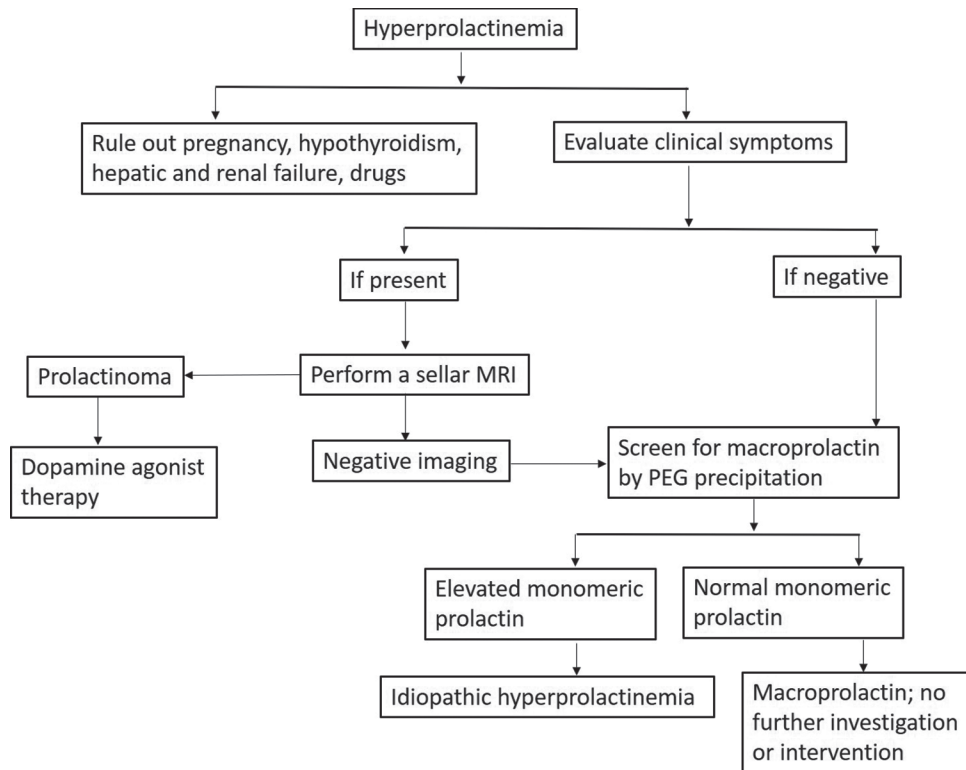 Hyperprolactinemia
Rule out pregnancy, hypothyroidism,
hepatic and renal failure, drugs
Evaluate clinical symptoms
If present
If negative
Prolactinoma
Perform a sellar MRI
Dopamine agonist
therapy
Negative imaging
Screen for macroprolactin
by PEG precipitation
Elevated monomeric
prolactin
Normal monomeric
prolactin
Idiopathic hyperprolactinemia
Macroprolactin; no
further investigation
or intervention